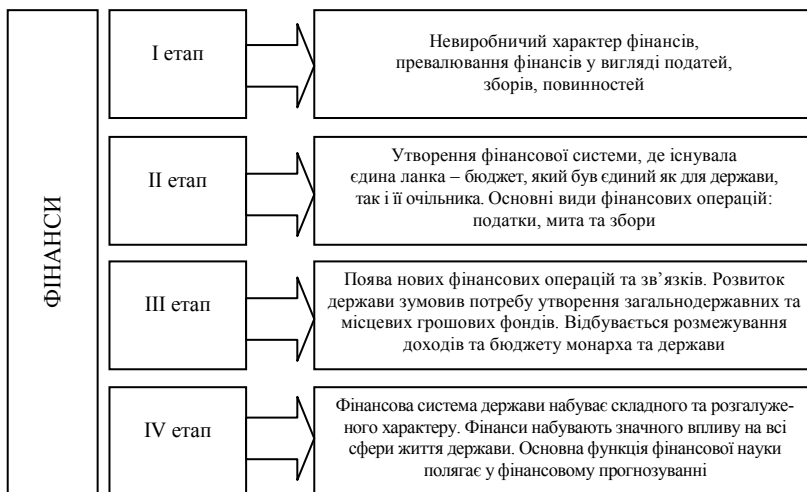 ФІНАНСИ
І етап
Невиробничий характер фінансів,
превалювання фінансів у вигляді податей,
зборів, повинностей
ІІ етап
Утворення фінансової системи, де існувала
єдина ланка – бюджет, який був єдиний як для держави,
так і її очільника. Основні види фінансових операцій:
податки, мита та збори
ІІІ етап
Поява нових фінансових операцій та зв’язків. Розвиток
держави зумовив потребу утворення загальнодержавних та
місцевих грошових фондів. Відбувається розмежування
доходів та бюджету монарха та держави
IV етап
Фінансова система держави набуває складного та розгалуже-
ного характеру. Фінанси набувають значного впливу на всі
сфери життя держави. Основна функція фінансової науки
полягає у фінансовому прогнозуванні